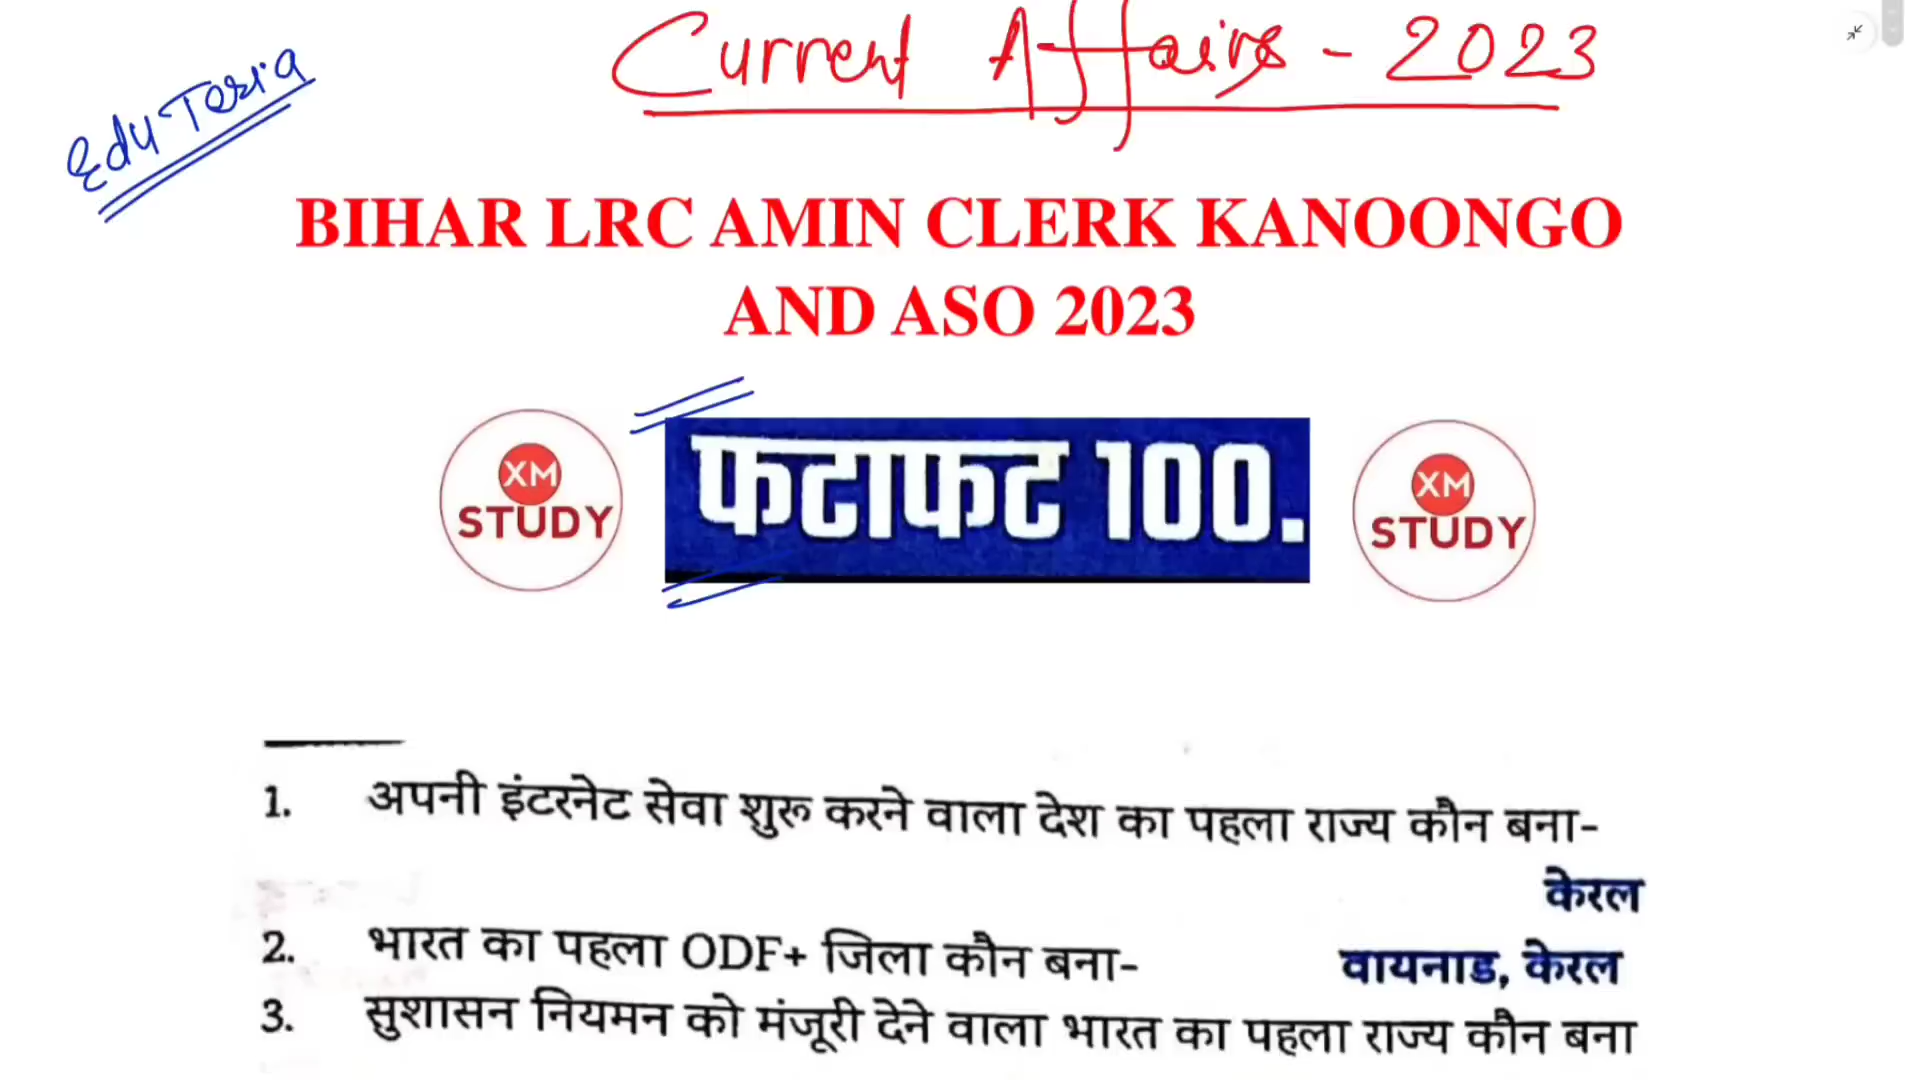 Current Affairs - 2023
EduTeria
BIHAR LRC AMIN CLERK KANOONGO
AND ASO 2023
फटाफट 100.
XM
STUDY
XM
STUDY
1. अपनी इंटरनेट सेवा शुरू करने वाला देश का पहला राज्य कौन बना-
केरल
2. भारत का पहला ODF+ जिला कौन बना- वायनाड, केरल
3. सुशासन नियमन को मंजूरी देने वाला भारत का पहला राज्य कौन बना